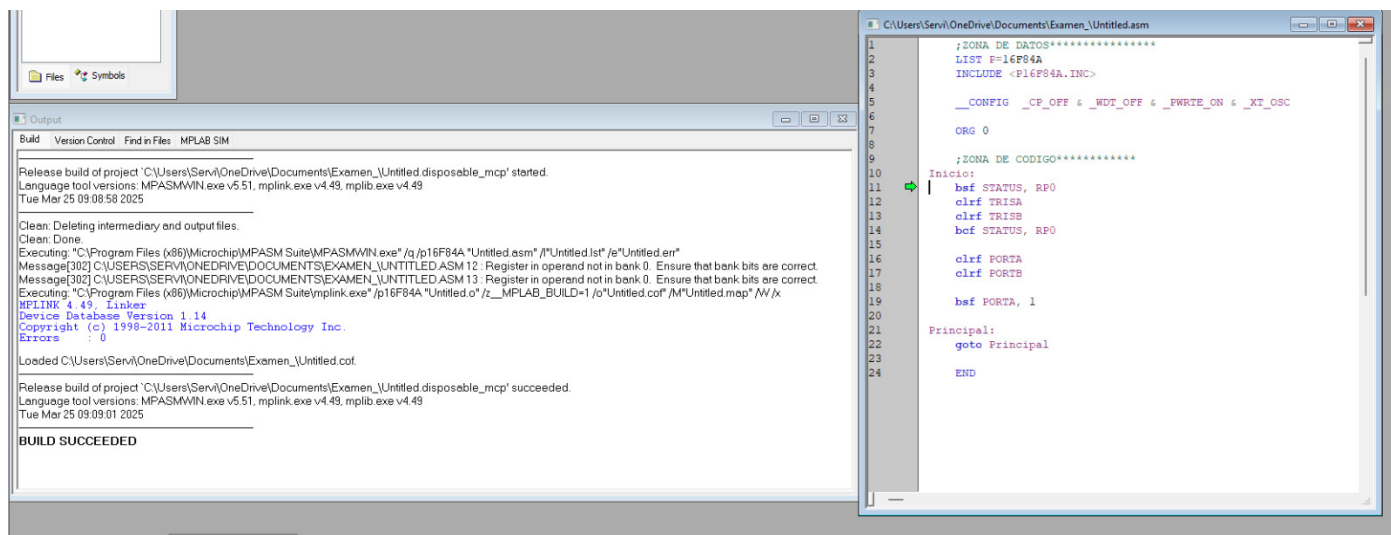 Files
Symbols
Output
Build
Version Control
Find in Files
MPLAB SIM
Release build of project `C:\Users\Servi\OneDrive\Documents\Examen_\Untitled.disposable_mcp' started.
Language tool versions: MPASMWIN.exe v5.51, mplink.exe v4.49, mplib.exe v4.49
Tue Mar 25 09:08:58 2025
Clean: Deleting intermediary and output files.
Clean: Done.
Executing: "C:\Program Files (x86)\Microchip\MPASM Suite\MPASMWIN.exe" /q /p16F84A "Untitled.asm" /l"Untitled.lst" /e"Untitled.err"
Message[302] C:\USERS\SERVI\ONEDRIVE\DOCUMENTS\EXAMEN_\UNTITLED.ASM 12 : Register in operand not in bank 0.  Ensure that bank bits are correct.
Message[302] C:\USERS\SERVI\ONEDRIVE\DOCUMENTS\EXAMEN_\UNTITLED.ASM 13 : Register in operand not in bank 0.  Ensure that bank bits are correct.
Executing: "C:\Program Files (x86)\Microchip\MPASM Suite\mplink.exe" /p16F84A "Untitled.o" /z__MPLAB_BUILD=1 /o"Untitled.cof" /M"Untitled.map" /W /x
MPLINK 4.49, Linker
Device Database Version 1.14
Copyright (c) 1998-2011 Microchip Technology Inc.
Errors    : 0
Loaded C:\Users\Servi\OneDrive\Documents\Examen_\Untitled.cof.
Release build of project `C:\Users\Servi\OneDrive\Documents\Examen_\Untitled.disposable_mcp' succeeded.
Language tool versions: MPASMWIN.exe v5.51, mplink.exe v4.49, mplib.exe v4.49
Tue Mar 25 09:09:01 2025
BUILD SUCCEEDED
C:\Users\Servi\OneDrive\Documents\Examen_\Untitled.asm
1 ;ZONA DE DATOS****************
2 LIST P=16F84A
3 INCLUDE <P16F84A.INC>
4
5 __CONFIG _CP_OFF & _WDT_OFF & _PWRTE_ON & _XT_OSC
6
7 ORG 0
8
9 ;ZONA DE CODIGO************
10 Inicio:
11 bsf STATUS, RP0
12 clrf TRISA
13 clrf TRISB
14 bcf STATUS, RP0
15
16 clrf PORTA
17 clrf PORTB
18
19 bsf PORTA, 1
20
21 Principal:
22 goto Principal
23
24 END